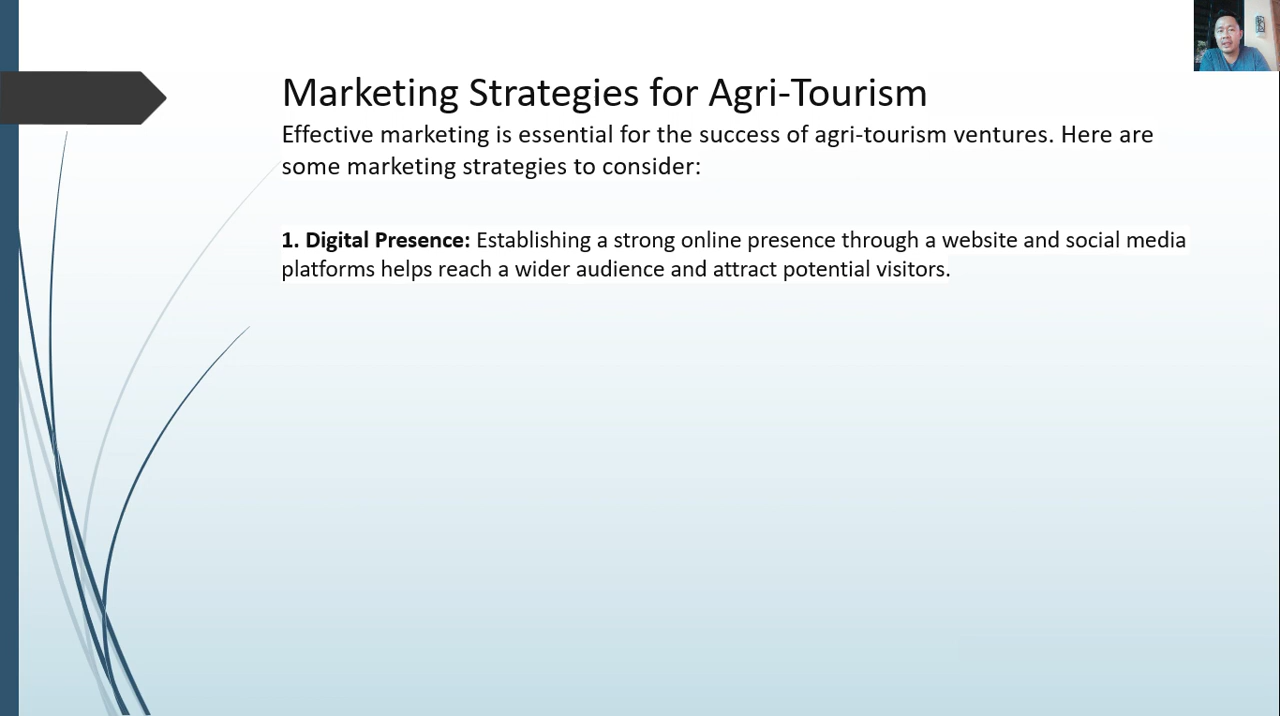 Marketing Strategies for Agri-Tourism
Effective marketing is essential for the success of agri-tourism ventures. Here are
some marketing strategies to consider:
1. Digital Presence: Establishing a strong online presence through a website and social media
platforms helps reach a wider audience and attract potential visitors.